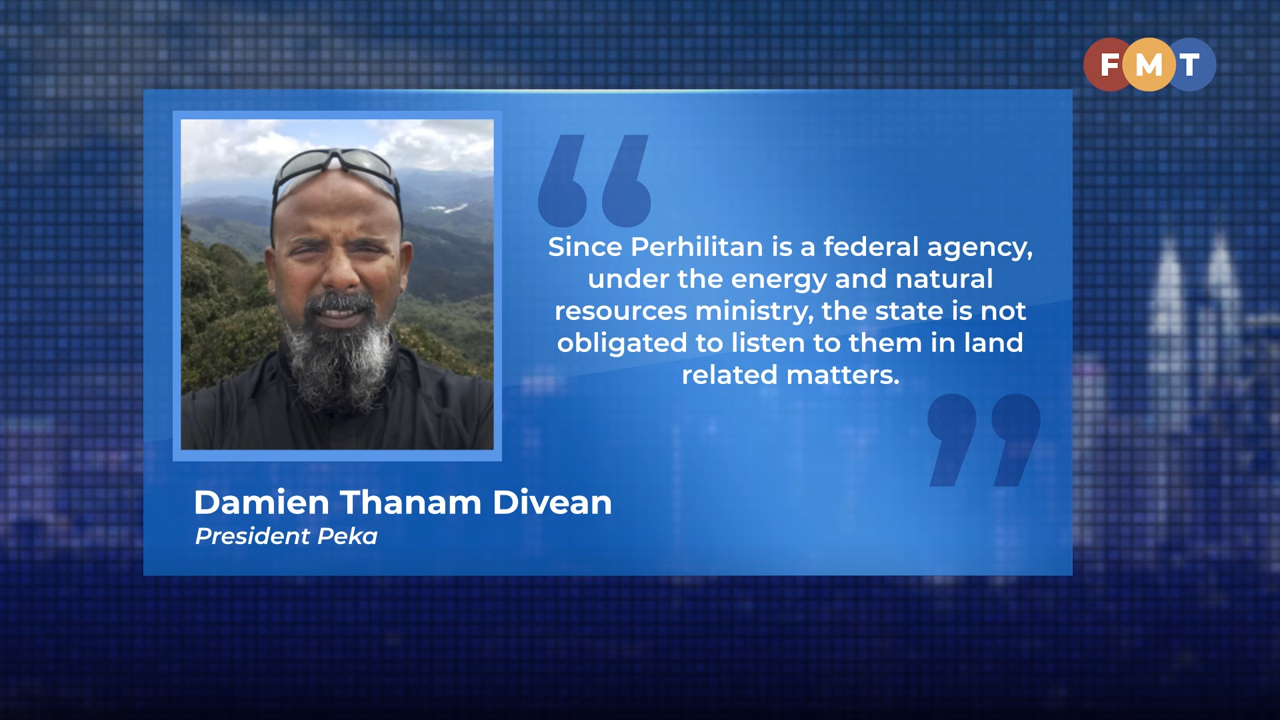 FMT
Since Perhilitan is a federal agency,
under the energy and natural
resources ministry, the state is not
obligated to listen to them in land
related matters.
Damien Thanam Divean
President Peka